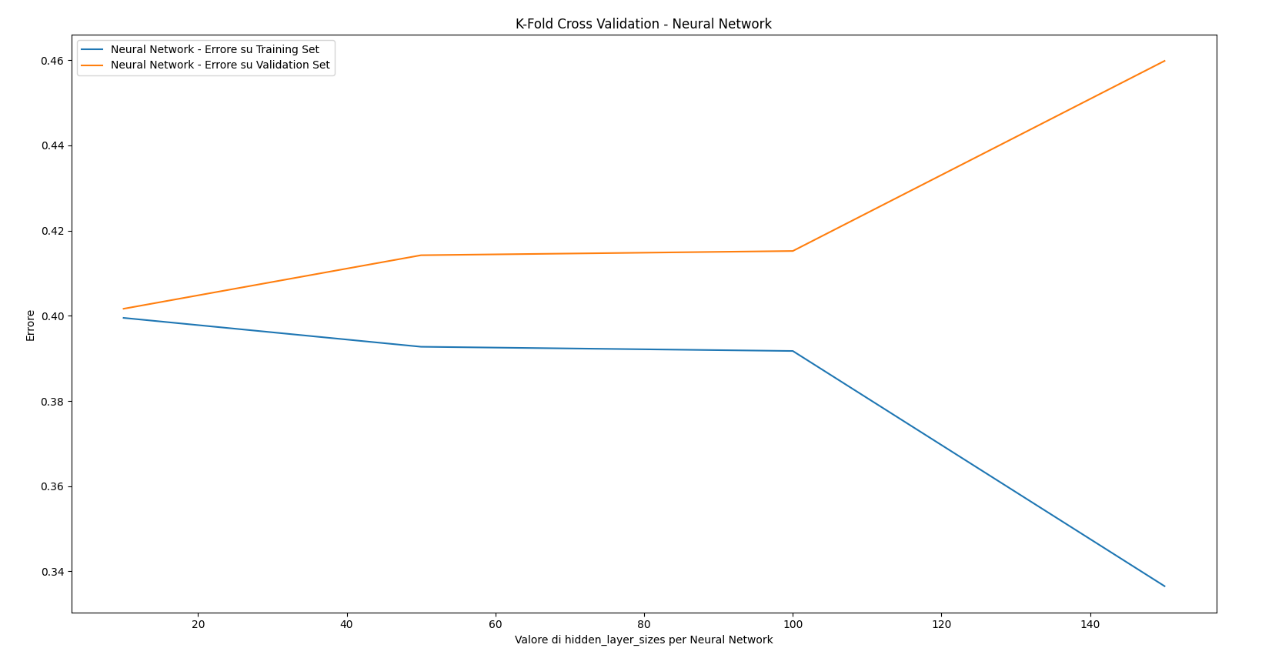 K-Fold Cross Validation - Neural Network
Neural Network - Errore su Training Set
Neural Network - Errore su Validation Set
0.46
0.44
0.42
0.40
0.38
0.36
0.34
Errore
20 40 60 80 100 120 140
Valore di hidden_layer_sizes per Neural Network